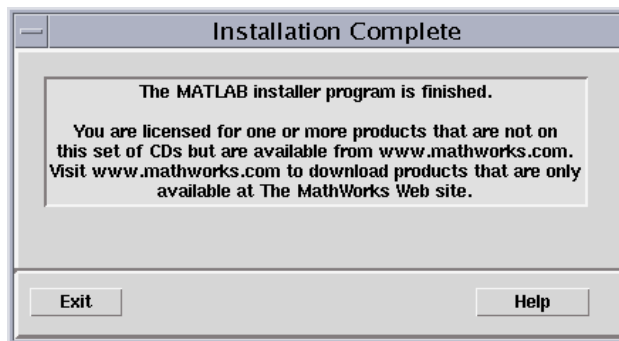 Installation Complete
The MATLAB installer program is finished.
You are licensed for one or more products that are not on
this set of CDs but are available from www.mathworks.com.
Visit www.mathworks.com to download products that are only
available at The MathWorks Web site.
Exit
Help